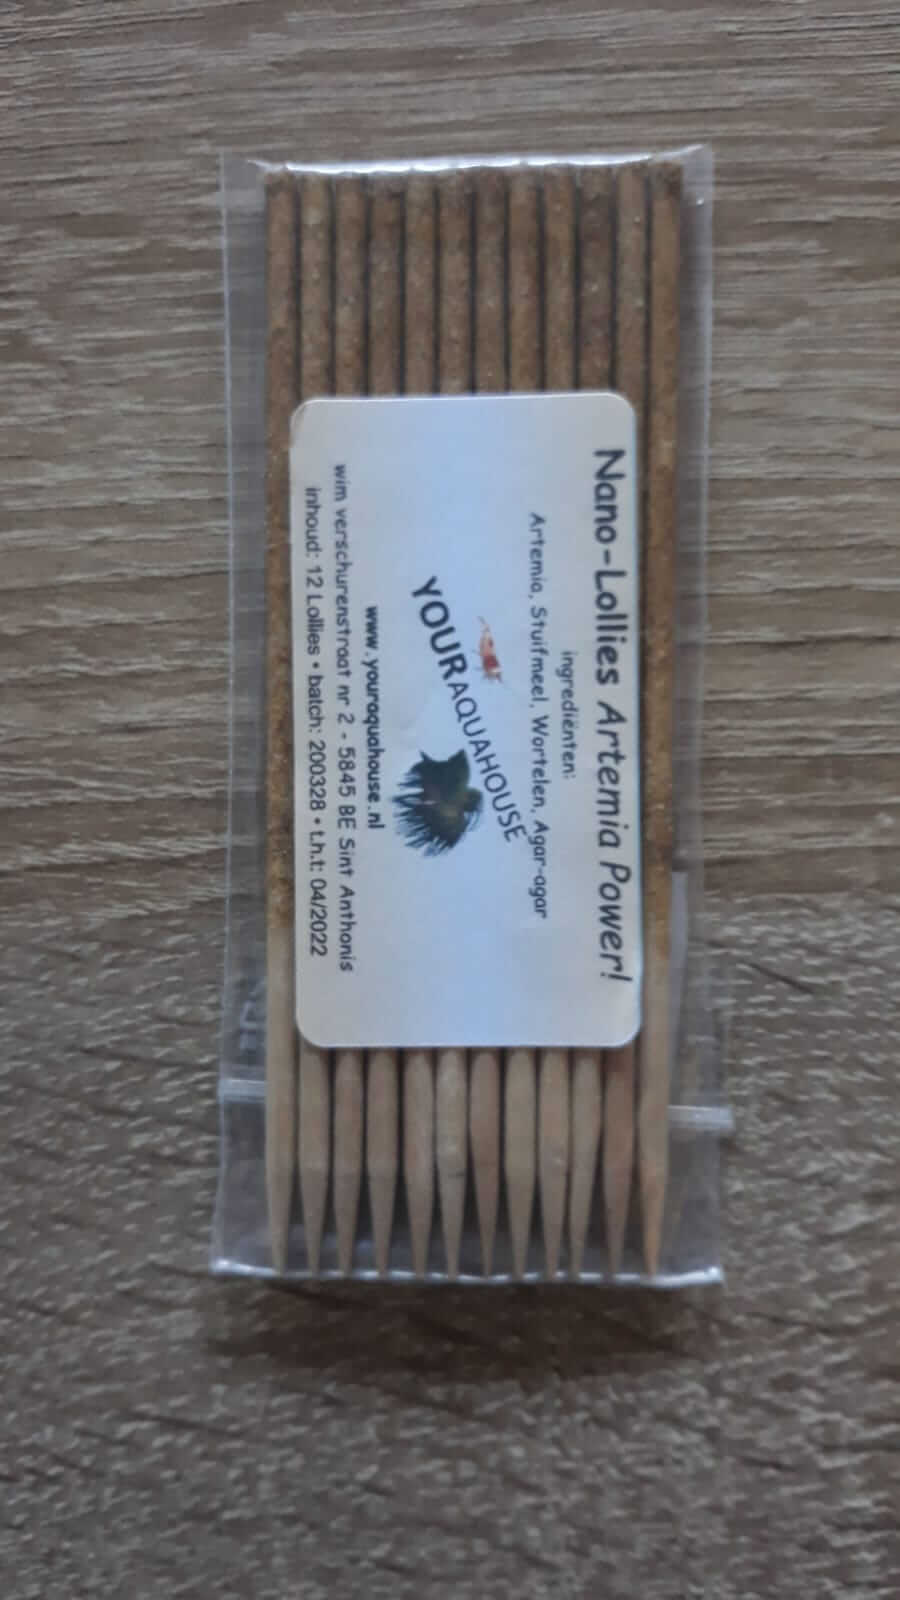 Nano-Lollies Artemia Power!
ingrediënten:
Artemia, Stuifmeel, Wortelen, Agar-agar
YOURAQUAHOUSE
www.youraquahouse.nl
wim verschurenstraat nr 2 - 5845 BE Sint Anthonis
inhoud: 12 Lollies • batch: 200328 • t.h.t: 04/2022